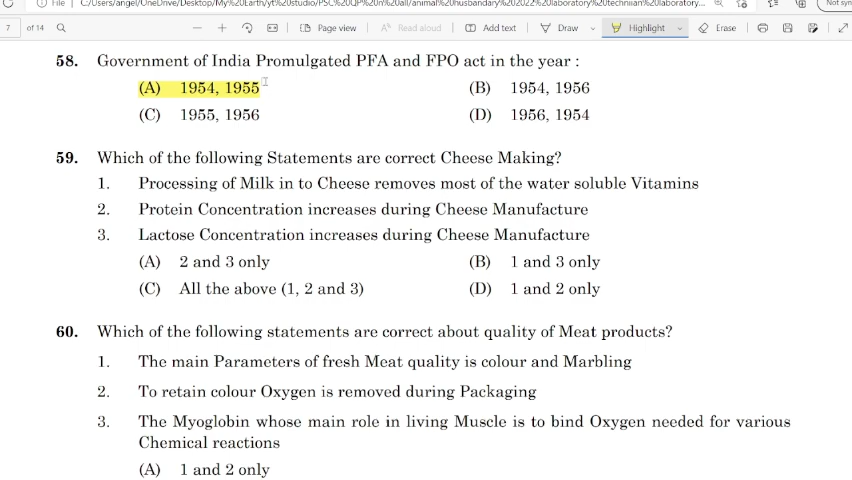 File C:/Users/angel/OneDrive/Desktop/My%20Earth/yt%20studio/PSC%20QP%20n%20all/animal%20husbandary%202022%20laboratory%20technian%20laboratory... Not syn
7 of 14 Page view Read aloud Add text Draw Highlight Erase
58. Government of India Promulgated PFA and FPO act in the year :
(A) 1954, 1955 (B) 1954, 1956
(C) 1955, 1956 (D) 1956, 1954
59. Which of the following Statements are correct Cheese Making?
1. Processing of Milk in to Cheese removes most of the water soluble Vitamins
2. Protein Concentration increases during Cheese Manufacture
3. Lactose Concentration increases during Cheese Manufacture
(A) 2 and 3 only (B) 1 and 3 only
(C) All the above (1, 2 and 3) (D) 1 and 2 only
60. Which of the following statements are correct about quality of Meat products?
1. The main Parameters of fresh Meat quality is colour and Marbling
2. To retain colour Oxygen is removed during Packaging
3. The Myoglobin whose main role in living Muscle is to bind Oxygen needed for various
Chemical reactions
(A) 1 and 2 only